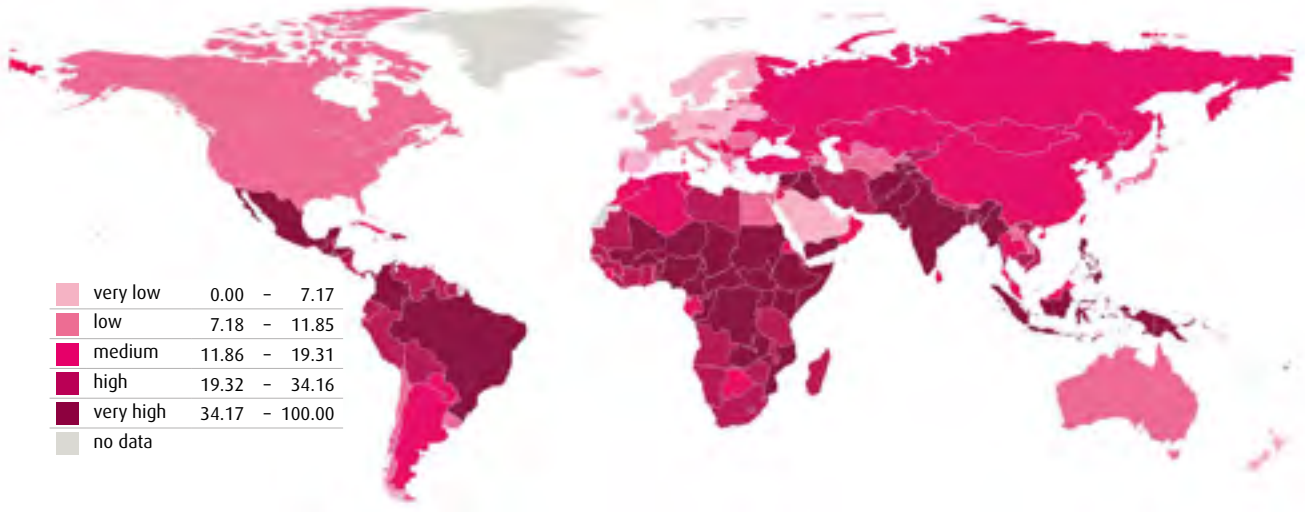 very low 0.00 – 7.17
low 7.18 – 11.85
medium 11.86 – 19.31
high 19.32 – 34.16
very high 34.17 – 100.00
no data